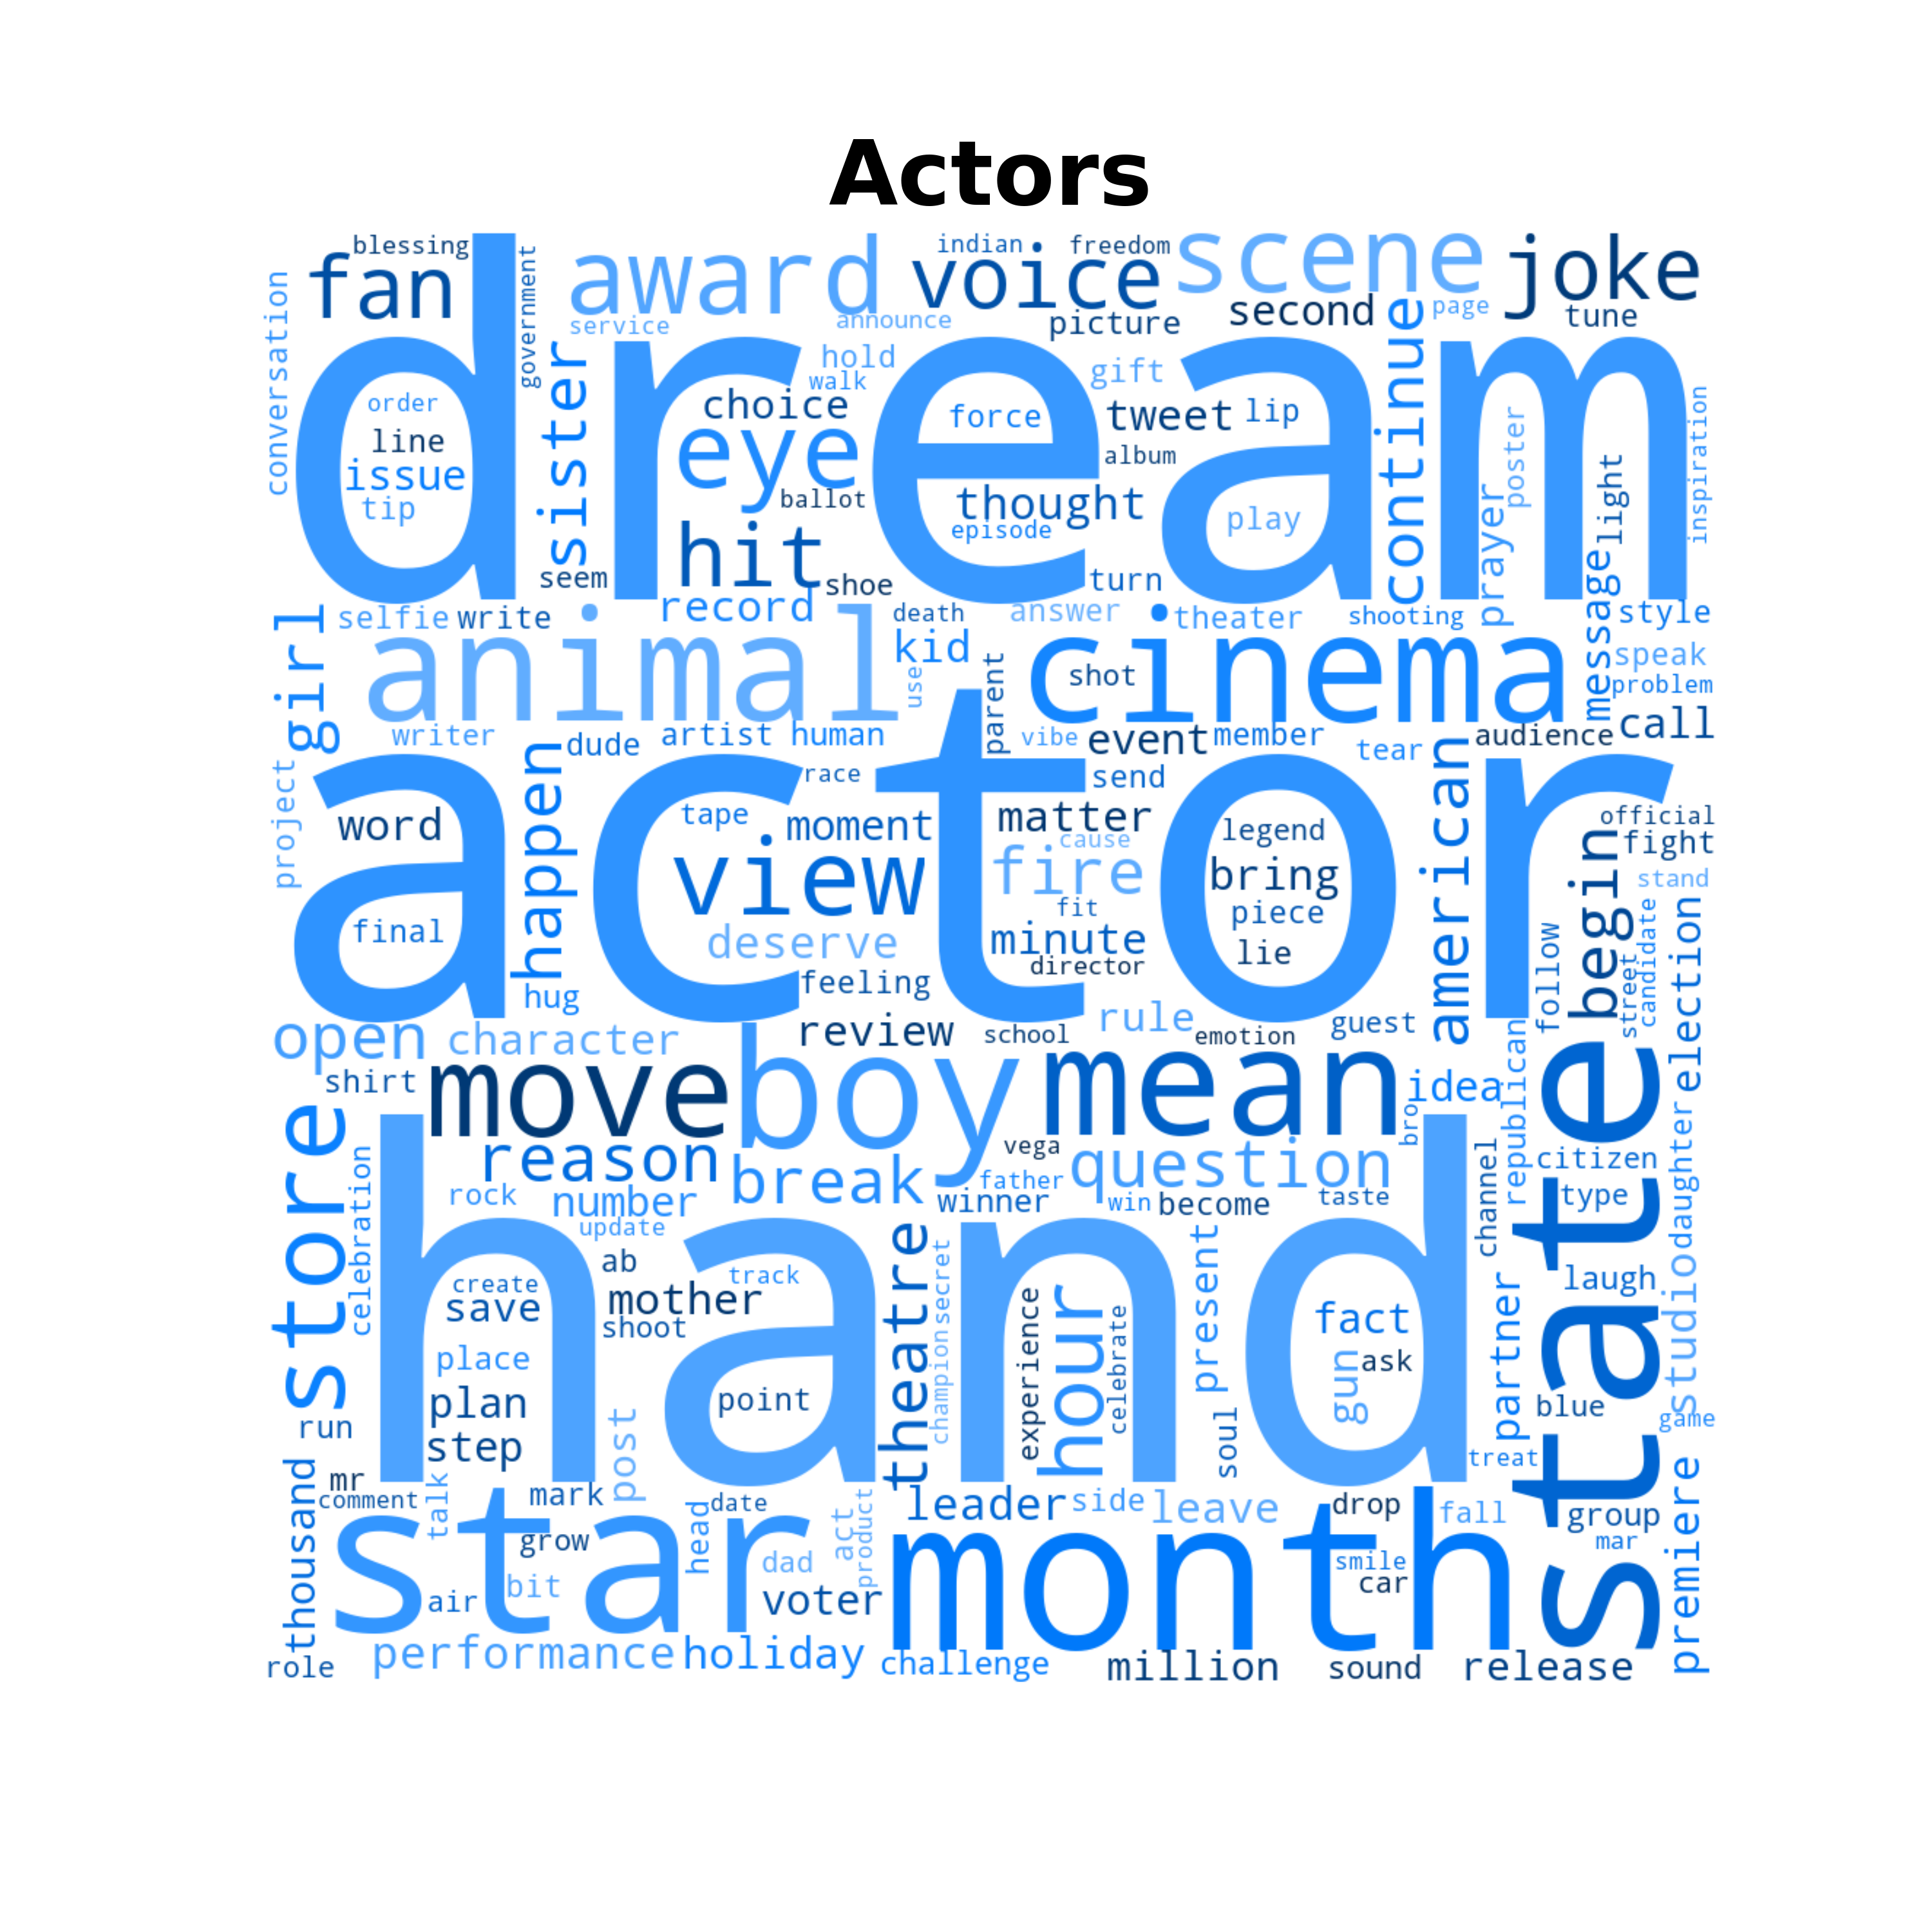 Actors
blessing
fan
government
award
service
announce
indian
freedom
voice
picture
scene
second
page
joke
tune
conversation
dream
order
line
issue
tip
sister
seem
hold
walk
choice
eye
ballot
hit
shoe
force
thought
episode
gift
tweet
lip
album
play
turn
continue
prayer
poster
light
message
inspiration
girl
selfie
write
record
death
answer
theater
shooting
style
animal
kid
use
parent
cinema
shot
speak
problem
call
writer
dude
artist
human
vibe
event
member
tear
audience
project
actor
word
final
happen
hug
race
tape
moment
view
deserve
feeling
send
matter
cause
fire
fit
minute
director
legend
bring
piece
lie
american
official
fight
begin
stand
follow
street
candidate
election
open
character
review
school
rule
emotion
guest
shirt
move
boy
mean
idea
bro
republican
state
store
celebration
reason
break
vega
father
question
channel
citizen
daughter
rock
number
update
winner
win
become
taste
type
hand
create
save
place
plan
step
ab
mother
shoot
track
point
post
theatre
secret
champion
experience
hour
celebrate
present
soul
fact
gun
ask
partner
laugh
studio
blue
game
treat
run
thousand
mr
comment
talk
mark
head
date
act
product
leader
side
leave
drop
fall
group
mar
premiere
star
grow
air
bit
dad
voter
month
smile
car
role
performance
holiday
challenge
million
sound
release